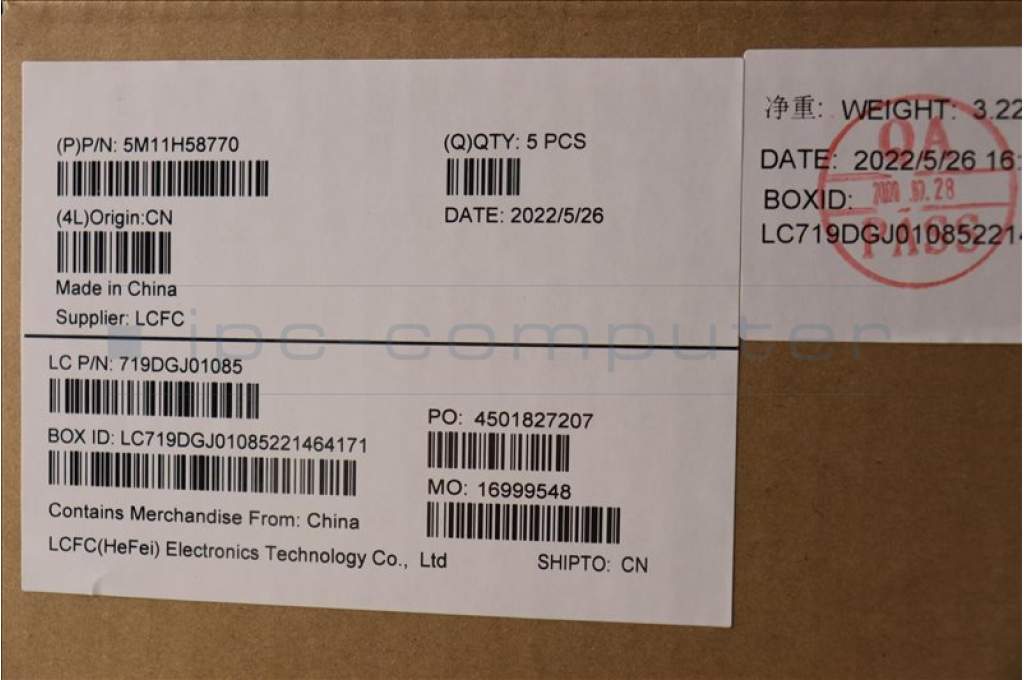 (P)P/N: 5M11H58770
(Q)QTY: 5 PCS
(4L)Origin:CN
DATE: 2022/5/26
Made in China
Supplier: LCFC
LC P/N: 719DGJ01085
PO: 4501827207
BOX ID: LC719DGJ01085221464171
MO: 16999548
Contains Merchandise From: China
LCFC(HeFei) Electronics Technology Co., Ltd
SHIPTO: CN
净重: WEIGHT: 3.22
DATE: 2022/5/26 16:
BOXID:
LC719DGJ0108522146
QA
PASS
ipc-computer